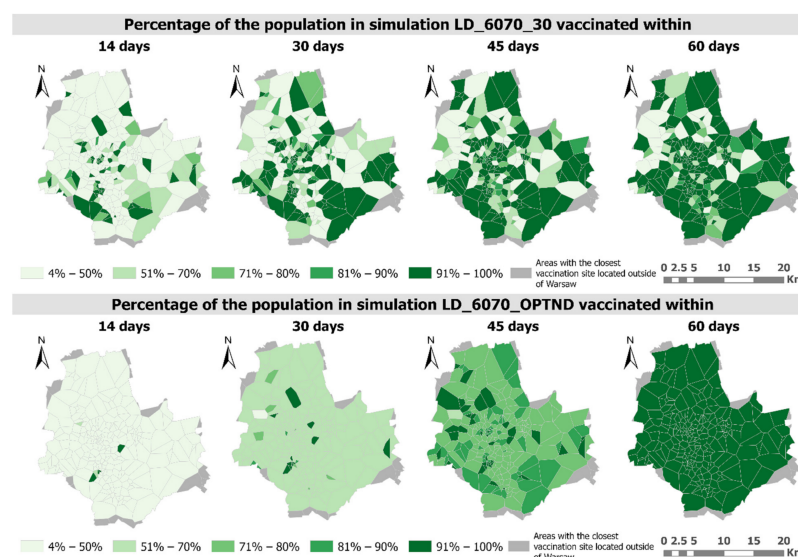 Percentage of the population in simulation LD_6070_30 vaccinated within
14 days 30 days 45 days 60 days
N N N N
4% – 50% 51% – 70% 71% – 80% 81% – 90% 91% – 100%
Areas with the closest
vaccination site located outside
of Warsaw
0 2.5 5 10 15 20
Km
Percentage of the population in simulation LD_6070_OPTND vaccinated within
14 days 30 days 45 days 60 days
N N N N
4% – 50% 51% – 70% 71% – 80% 81% – 90% 91% – 100%
Areas with the closest
vaccination site located outside
of Warsaw
0 2.5 5 10 15 20